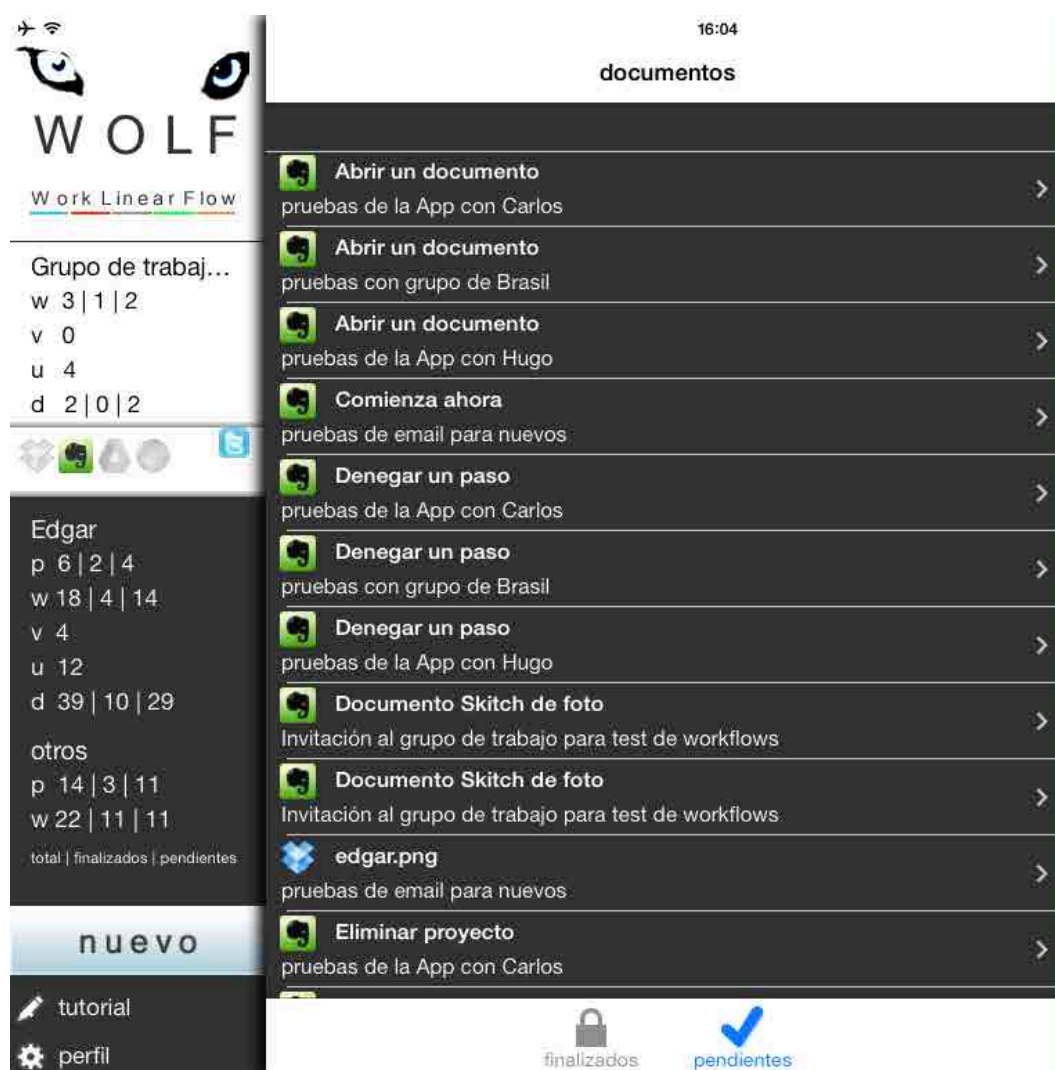 WOLF
Work Linear Flow
Grupo de trabaj...
w 3 | 1 | 2
v 0
u 4
d 2 | 0 | 2
Edgar
p 6 | 2 | 4
w 18 | 4 | 14
v 4
u 12
d 39 | 10 | 29
otros
p 14 | 3 | 11
w 22 | 11 | 11
total | finalizados | pendientes
nuevo
tutorial
perfil
16:04
documentos
Abrir un documento
pruebas de la App con Carlos
Abrir un documento
pruebas con grupo de Brasil
Abrir un documento
pruebas de la App con Hugo
Comienza ahora
pruebas de email para nuevos
Denegar un paso
pruebas de la App con Carlos
Denegar un paso
pruebas con grupo de Brasil
Denegar un paso
pruebas de la App con Hugo
Documento Skitch de foto
Invitación al grupo de trabajo para test de workflows
Documento Skitch de foto
Invitación al grupo de trabajo para test de workflows
edgar.png
pruebas de email para nuevos
Eliminar proyecto
pruebas de la App con Carlos
finalizados
pendientes